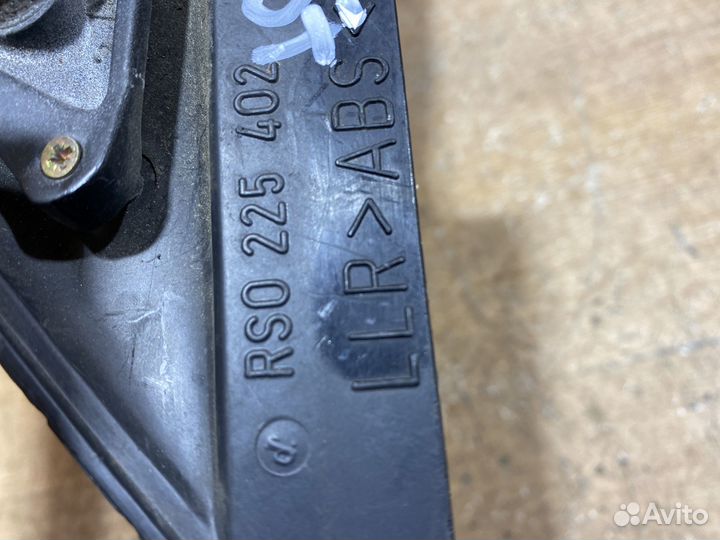 RS0 225 402
LLR >ABS<
d
Avito